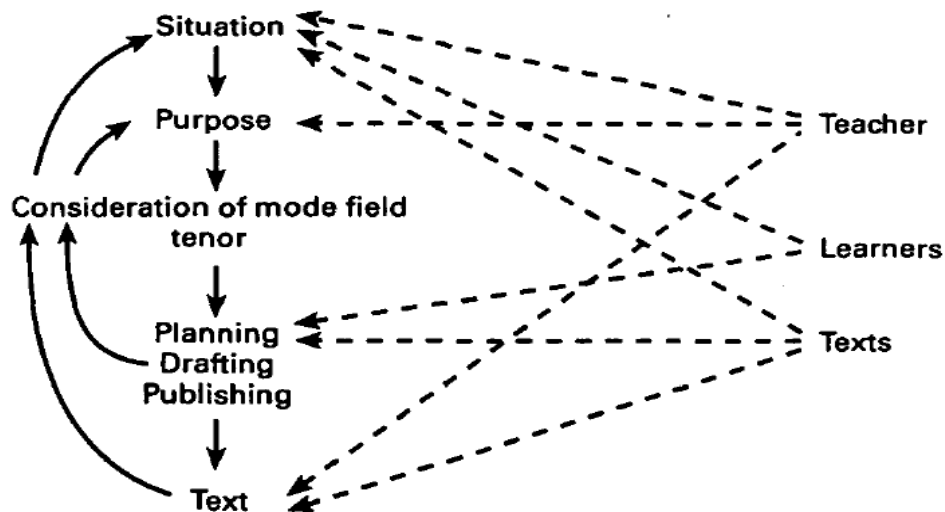 Situation
Purpose
Teacher
Consideration of mode field
tenor
Learners
Planning
Drafting
Publishing
Texts
Text